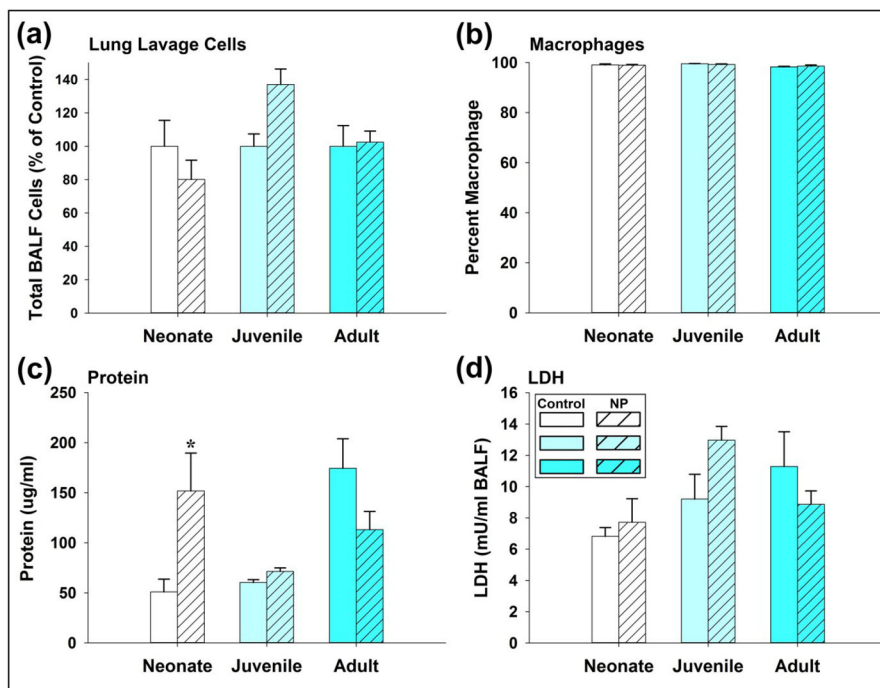 (a)
Lung Lavage Cells
Total BALF Cells (% of Control)
140
120
100
80
60
40
20
0
Neonate Juvenile Adult
(b)
Macrophages
Percent Macrophage
100
80
60
40
20
0
Neonate Juvenile Adult
(c)
Protein
Protein (ug/ml)
250
200
150
100
50
0
*
Neonate Juvenile Adult
(d)
LDH
LDH (mU/ml BALF)
16
14
12
10
8
6
4
2
0
Control NP
Neonate Juvenile Adult